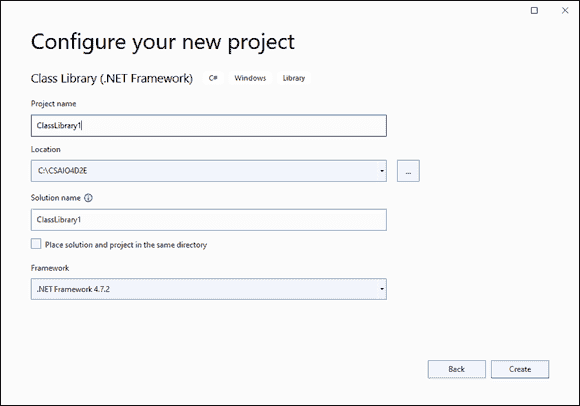 Configure your new project
Class Library (.NET Framework) C# Windows Library
Project name
ClassLibrary1
Location
C:\CSAIO4D2E
...
Solution name
ClassLibrary1
Place solution and project in the same directory
Framework
.NET Framework 4.7.2
Back Create